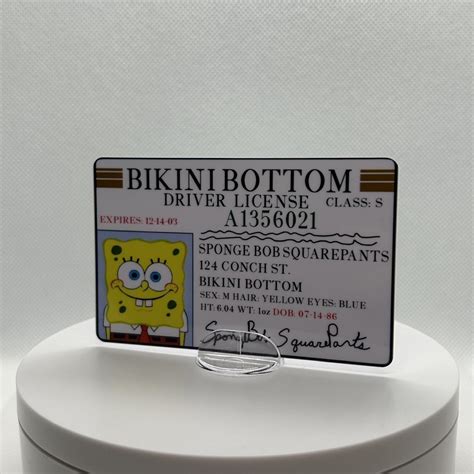 BIKINI BOTTOM
DRIVER LICENSE CLASS: S
EXPIRES: 12-14-03 A1356021
SPONGE BOB SQUAREPANTS
124 CONCH ST.
BIKINI BOTTOM
SEX: M HAIR: YELLOW EYES: BLUE
HT: 6.04 WT: 1oz DOB: 07-14-86
SpongeBob SquarePants